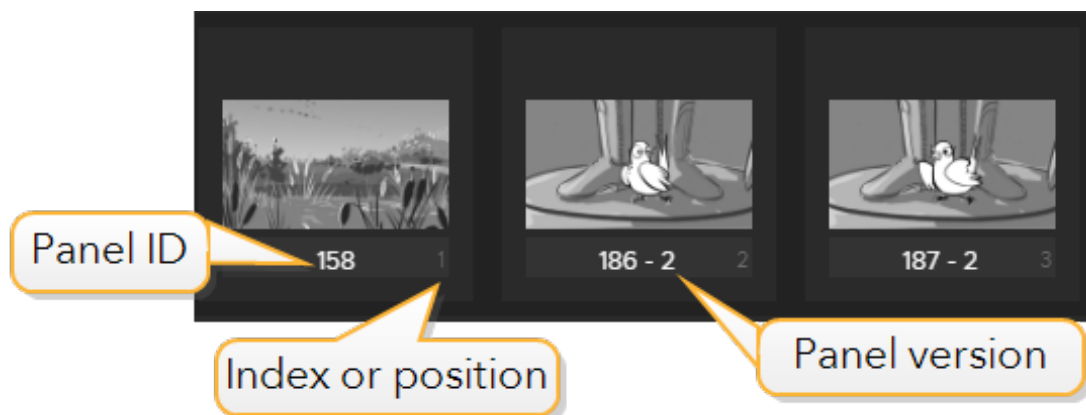 Panel ID
158
1
186 - 2
2
187 - 2
3
Index or position
Panel version